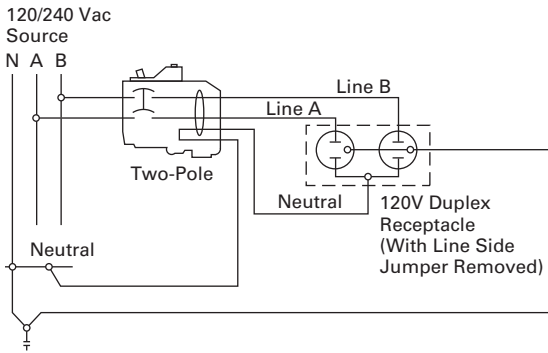 120/240 Vac
Source
N A B
Line B
Line A
Two-Pole
Neutral
120V Duplex
Receptacle
(With Line Side
Jumper Removed)
Neutral